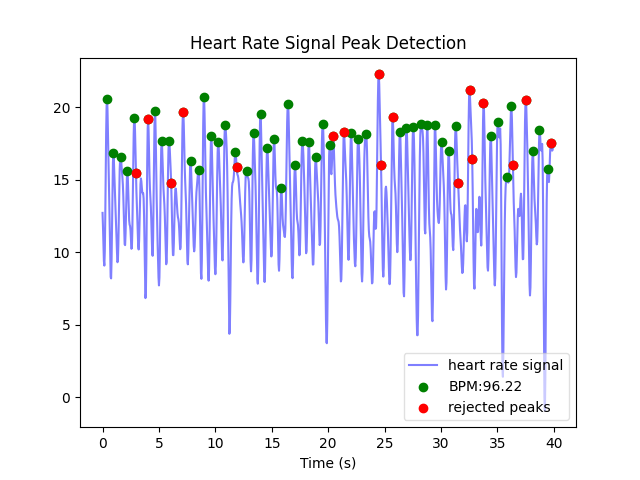 Heart Rate Signal Peak Detection
20
15
10
5
0
heart rate signal
BPM:96.22
rejected peaks
0 5 10 15 20 25 30 35 40
Time (s)